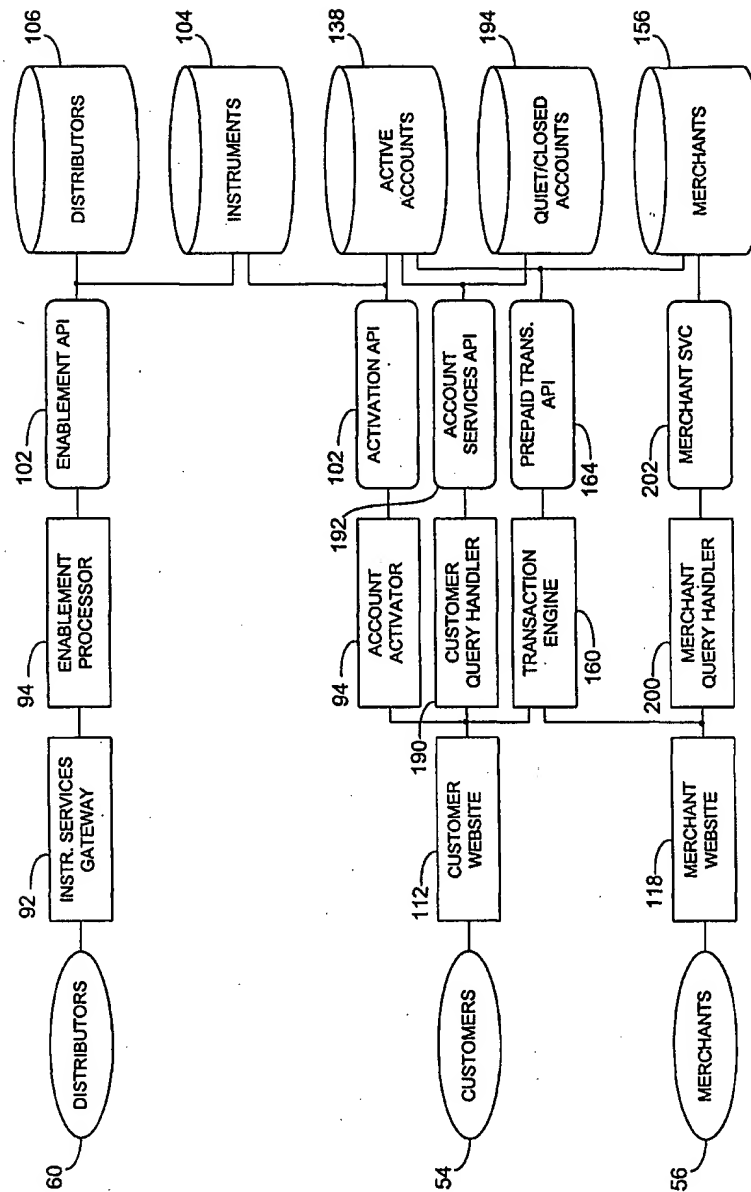 60
DISTRIBUTORS
92
INSTR. SERVICES
GATEWAY
94
ENABLEMENT
PROCESSOR
102
ENABLEMENT API
106
DISTRIBUTORS
104
INSTRUMENTS
54
CUSTOMERS
112
CUSTOMER
WEBSITE
94
ACCOUNT
ACTIVATOR
102
ACTIVATION API
138
ACTIVE
ACCOUNTS
190
CUSTOMER
QUERY HANDLER
192
ACCOUNT
SERVICES API
194
QUIET/CLOSED
ACCOUNTS
TRANSACTION
ENGINE
160
PREPAID TRANS.
API
164
56
MERCHANTS
118
MERCHANT
WEBSITE
200
MERCHANT
QUERY HANDLER
202
MERCHANT SVC
156
MERCHANTS